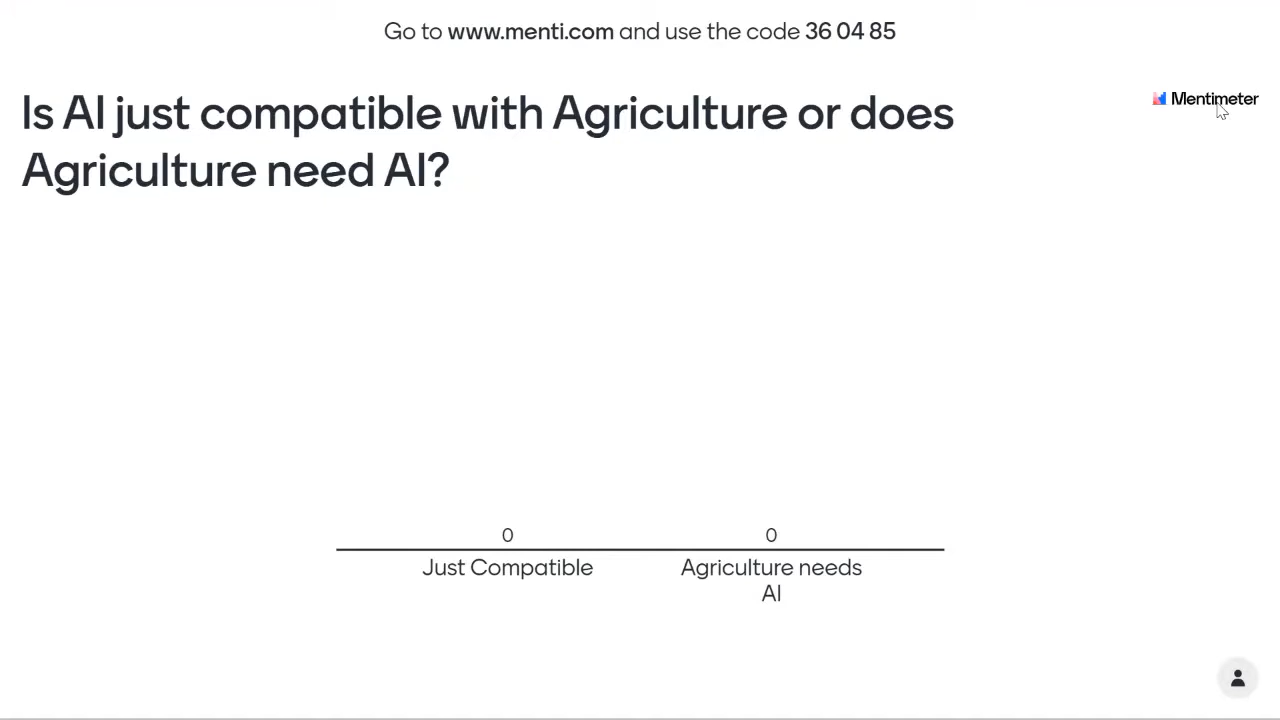 Go to www.menti.com and use the code 36 04 85
Is AI just compatible with Agriculture or does
Agriculture need AI?
Mentimeter
0
0
Just Compatible
Agriculture needs
AI